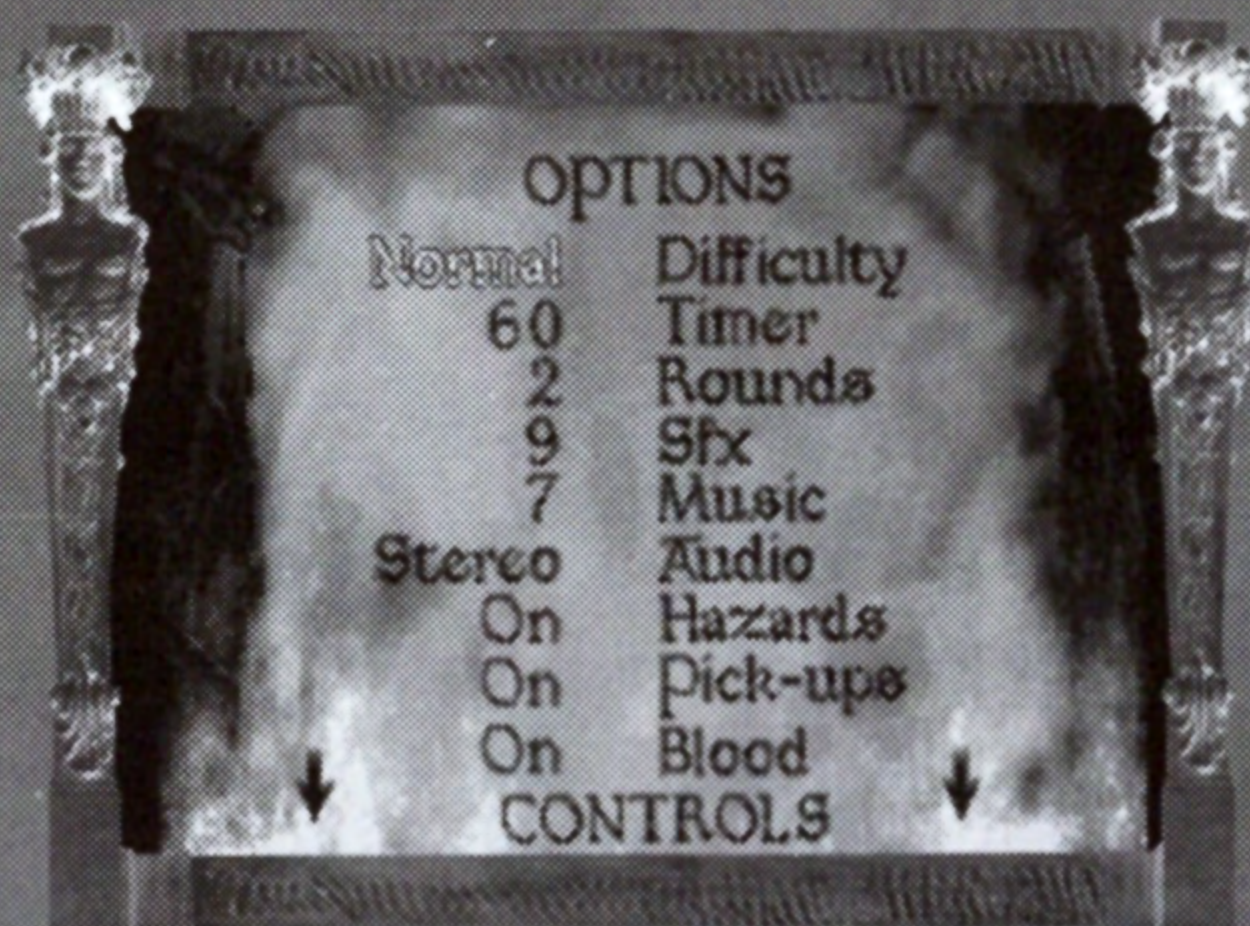 OPTIONS
Normal Difficulty
60 Timer
2 Rounds
9 Sfx
7 Music
Stereo Audio
On Hazards
On Pick-ups
On Blood
CONTROLS